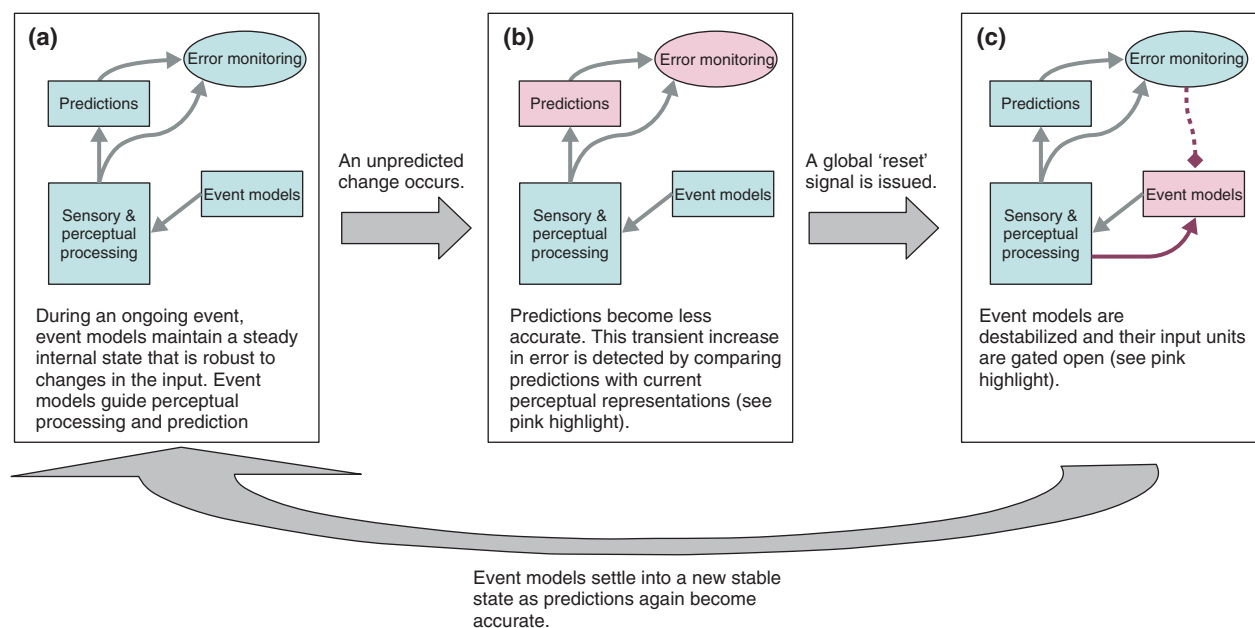 (a)
Error monitoring
Predictions
Event models
Sensory &
perceptual
processing
During an ongoing event,
event models maintain a steady
internal state that is robust to
changes in the input. Event
models guide perceptual
processing and prediction
An unpredicted
change occurs.
(b)
Error monitoring
Predictions
Event models
Sensory &
perceptual
processing
Predictions become less
accurate. This transient increase
in error is detected by comparing
predictions with current
perceptual representations (see
pink highlight).
A global ‘reset’
signal is issued.
(c)
Error monitoring
Predictions
Event models
Sensory &
perceptual
processing
Event models are
destabilized and their input units
are gated open (see pink
highlight).
Event models settle into a new stable
state as predictions again become
accurate.